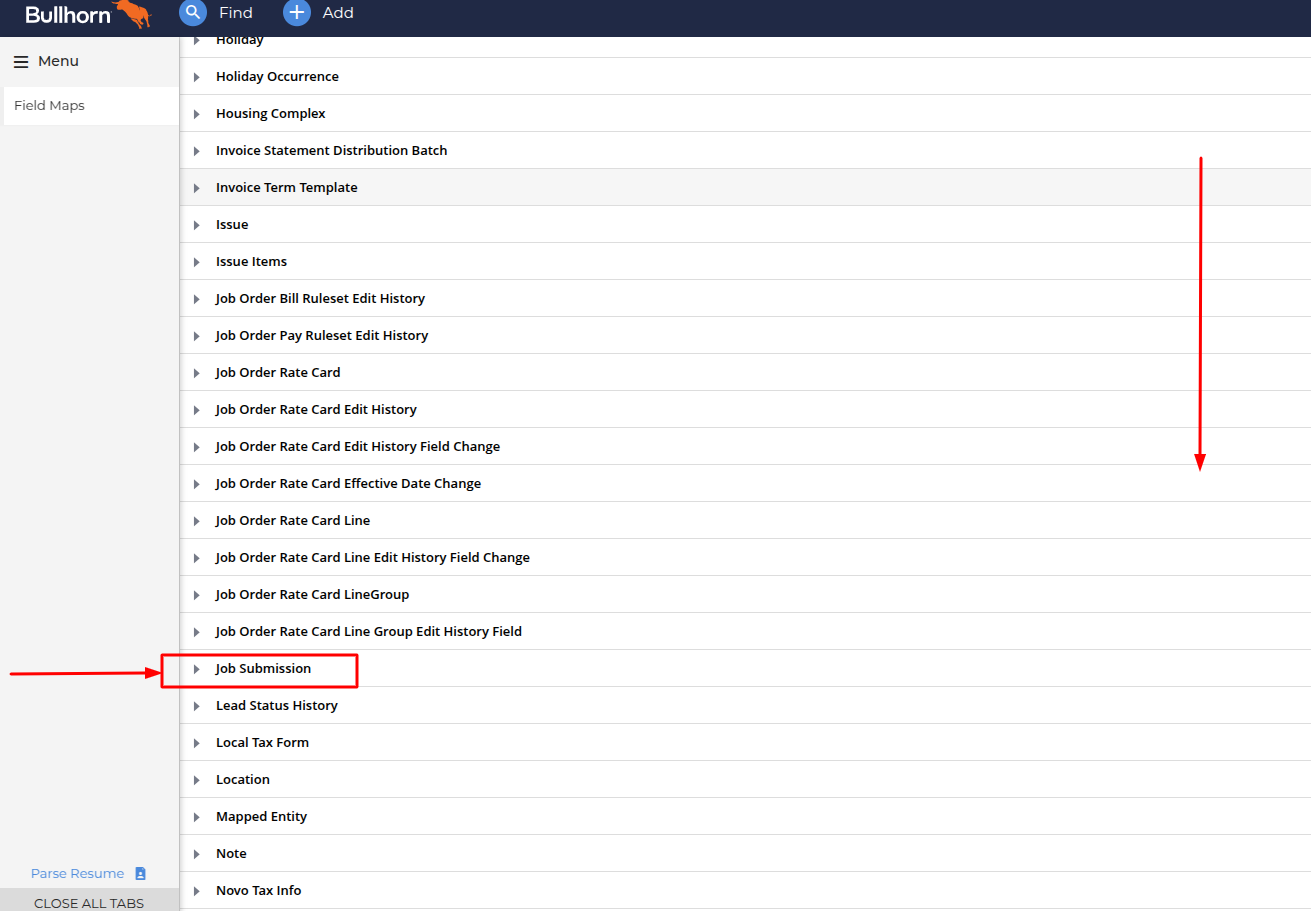 Bullhorn Find Add
Menu
Field Maps
Holiday
Holiday Occurrence
Housing Complex
Invoice Statement Distribution Batch
Invoice Term Template
Issue
Issue Items
Job Order Bill Ruleset Edit History
Job Order Pay Ruleset Edit History
Job Order Rate Card
Job Order Rate Card Edit History
Job Order Rate Card Edit History Field Change
Job Order Rate Card Effective Date Change
Job Order Rate Card Line
Job Order Rate Card Line Edit History Field Change
Job Order Rate Card LineGroup
Job Order Rate Card Line Group Edit History Field
Job Submission
Lead Status History
Local Tax Form
Location
Mapped Entity
Note
Novo Tax Info
Parse Resume
CLOSE ALL TABS